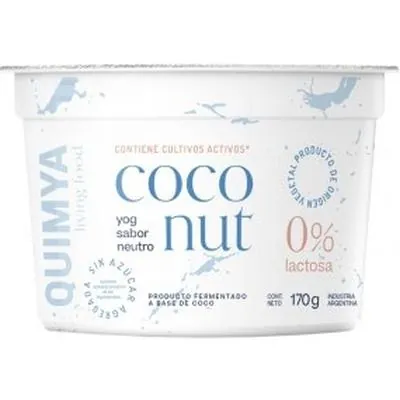 QUIMYA
living food
CONTIENE CULTIVOS ACTIVOS*
coco
nut
yog
sabor
neutro
PRODUCTO DE ORIGEN VEGETAL
0%
lactosa
SIN AZÚCAR AGREGADA
PRODUCTO FERMENTADO
A BASE DE COCO
CONT.
NETO
170g
INDUSTRIA
ARGENTINA